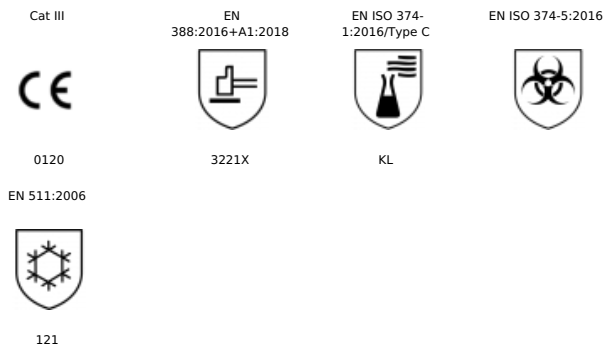 Cat III
EN
388:2016+A1:2018
EN ISO 374-
1:2016/Type C
EN ISO 374-5:2016
CE
0120
3221X
KL
EN 511:2006
121